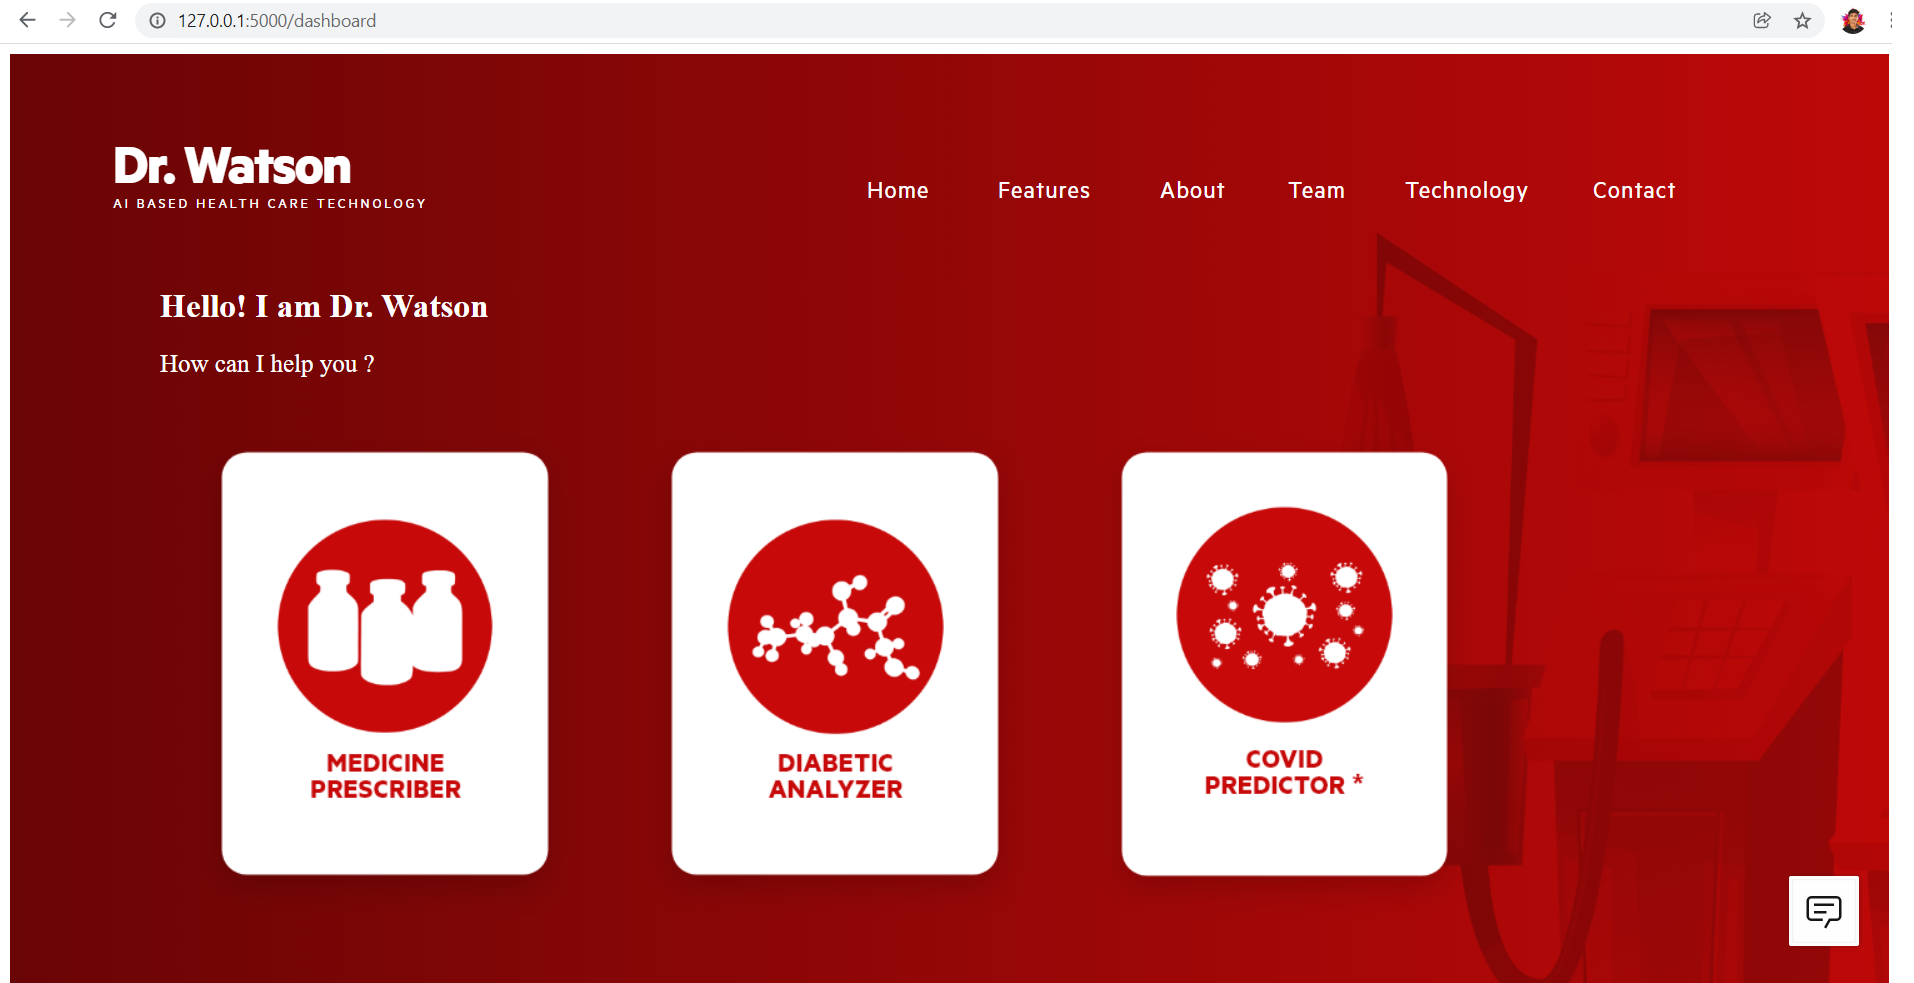 127.0.0.1:5000/dashboard
Dr. Watson
AI BASED HEALTH CARE TECHNOLOGY
Home Features About Team Technology Contact
Hello! I am Dr. Watson
How can I help you ?
MEDICINE
PRESCRIBER
DIABETIC
ANALYZER
COVID
PREDICTOR *